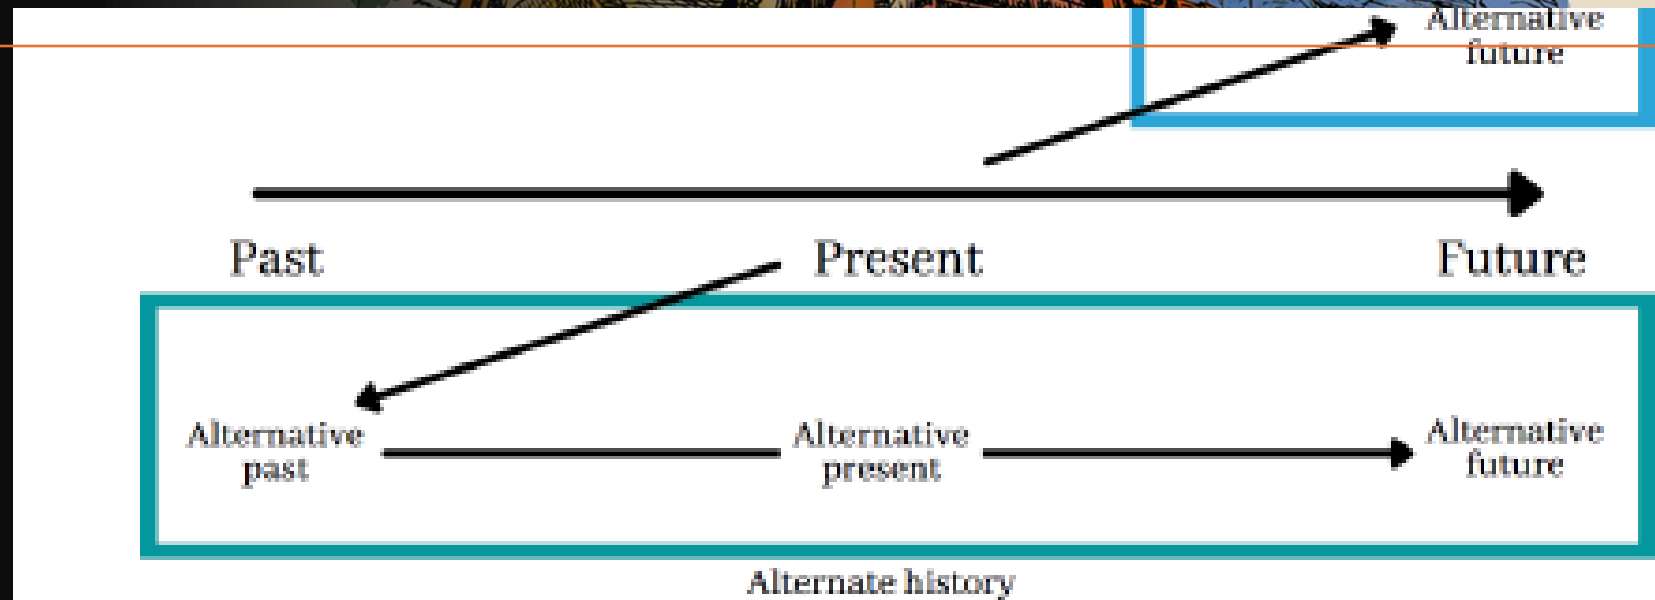 Alternative
future
Past
Present
Future
Alternative
past
Alternative
present
Alternative
future
Alternate history